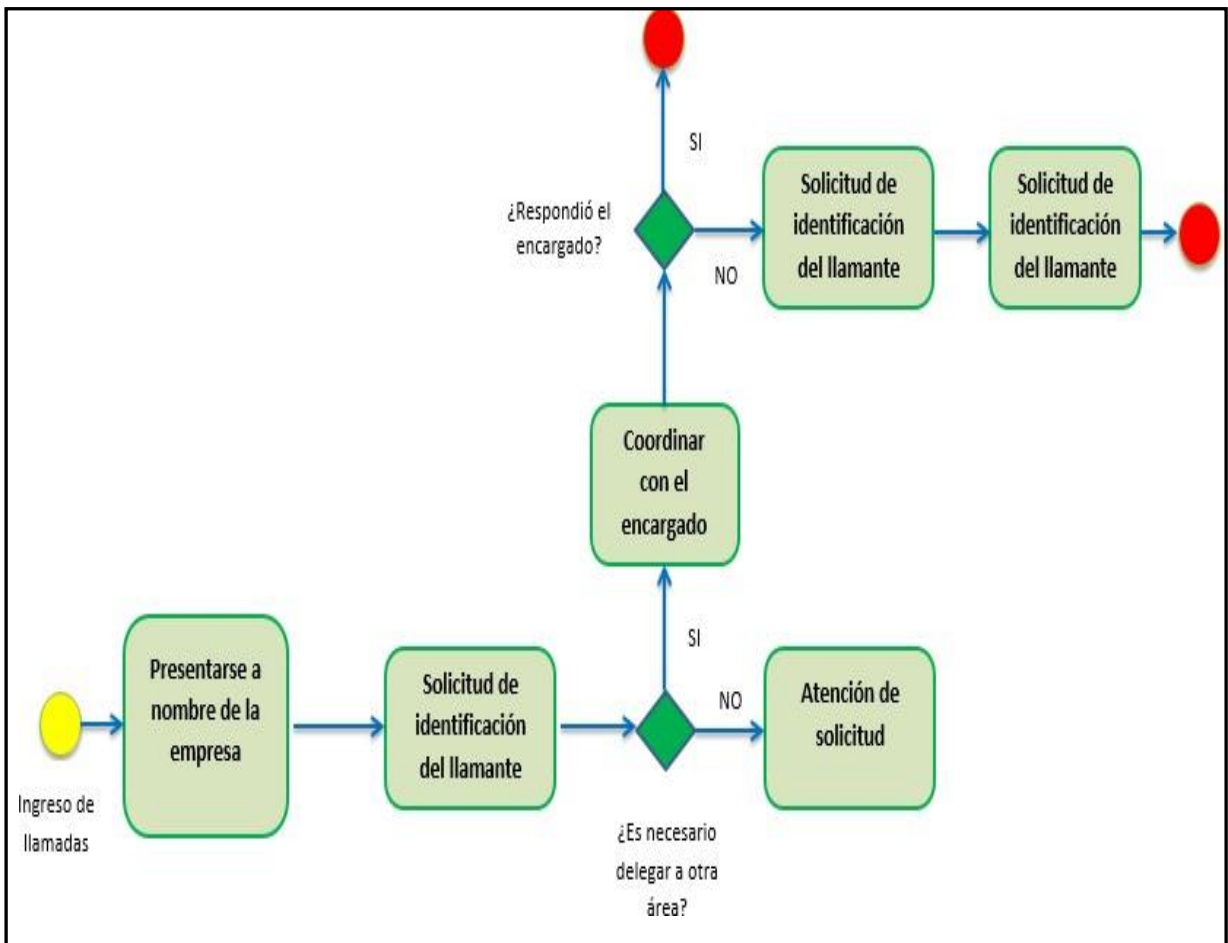 SI
¿Respondió el
encargado?
NO
Solicitud de
identificación
del llamante
Solicitud de
identificación
del llamante
Coordinar
con el
encargado
SI
Presentarse a
nombre de la
empresa
Solicitud de
identificación
del llamante
NO
Atención de
solicitud
Ingreso de
llamadas
¿Es necesario
delegar a otra
área?